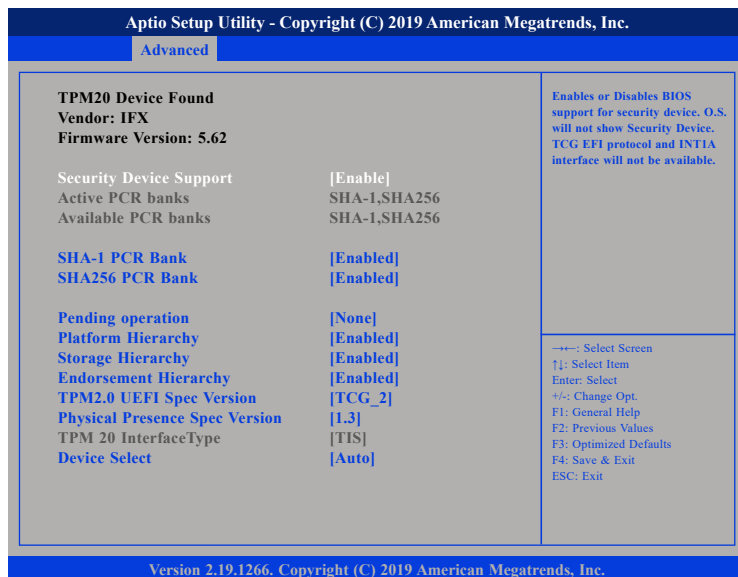 Aptio Setup Utility - Copyright (C) 2019 American Megatrends, Inc.
Advanced
TPM20 Device Found
Vendor: IFX
Firmware Version: 5.62
Security Device Support [Enable]
Active PCR banks SHA-1,SHA256
Available PCR banks SHA-1,SHA256
SHA-1 PCR Bank [Enabled]
SHA256 PCR Bank [Enabled]
Pending operation [None]
Platform Hierarchy [Enabled]
Storage Hierarchy [Enabled]
Endorsement Hierarchy [Enabled]
TPM2.0 UEFI Spec Version [TCG_2]
Physical Presence Spec Version [1.3]
TPM 20 InterfaceType [TIS]
Device Select [Auto]
Enables or Disables BIOS
support for security device. O.S.
will not show Security Device.
TCG EFI protocol and INT1A
interface will not be available.
→←: Select Screen
↑↓: Select Item
Enter: Select
+/-: Change Opt.
F1: General Help
F2: Previous Values
F3: Optimized Defaults
F4: Save & Exit
ESC: Exit
Version 2.19.1266. Copyright (C) 2019 American Megatrends, Inc.